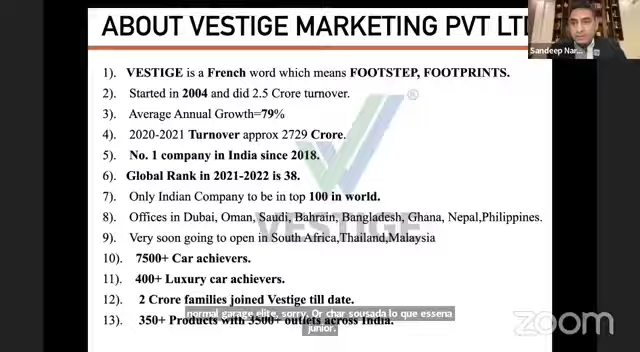 ABOUT VESTIGE MARKETING PVT LT
Sandeep Nar...
1). VESTIGE is a French word which means FOOTSTEP, FOOTPRINTS.
2). Started in 2004 and did 2.5 Crore turnover.
3). Average Annual Growth=79%
4). 2020-2021 Turnover approx 2729 Crore.
5). No. 1 company in India since 2018.
6). Global Rank in 2021-2022 is 38.
7). Only Indian Company to be in top 100 in world.
8). Offices in Dubai, Oman, Saudi, Bahrain, Bangladesh, Ghana, Nepal,Philippines.
VESTIGE
®
9). Very soon going to open in South Africa,Thailand,Malaysia
10). 7500+ Car achievers.
11). 400+ Luxury car achievers.
12). 2 Crore families joined Vestige till date.
normal garage elite, sorry. Or char sousada lo que essena
junior.
13). 350+ Products with 3500+ outlets across India.
zoom